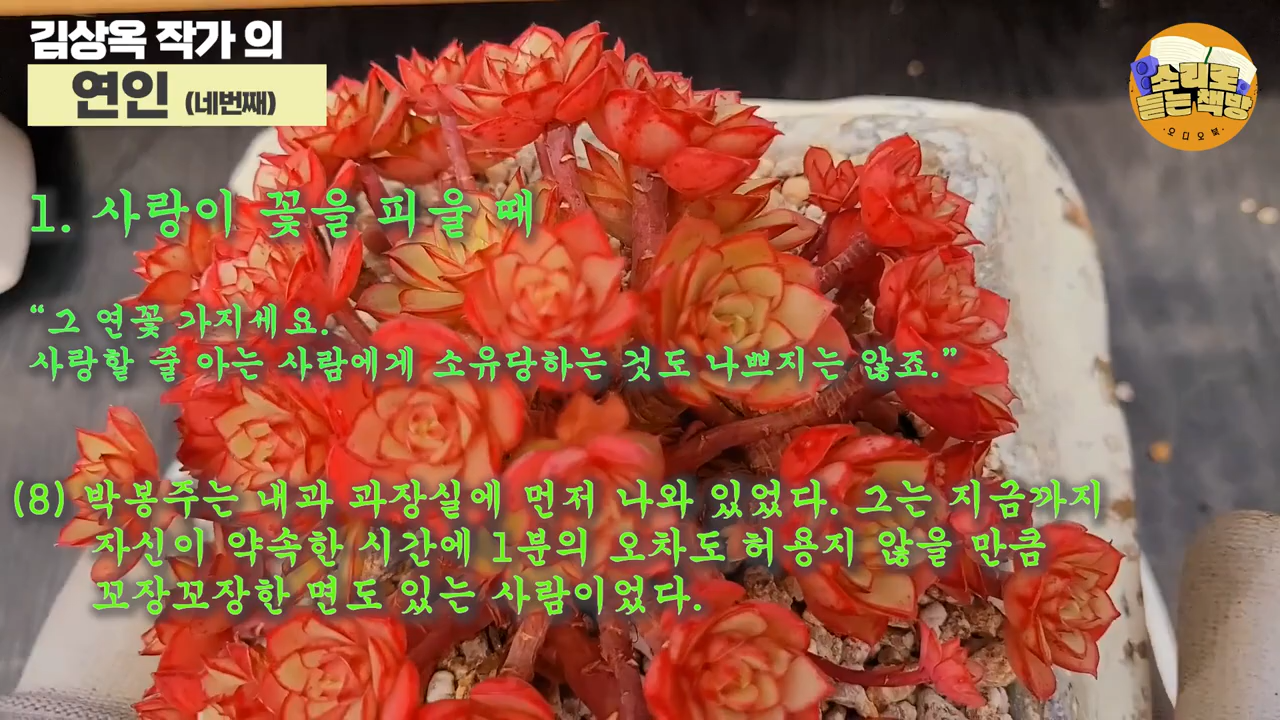 김상옥 작가 의
연인 (네번째)
소리로
듣는 책방
·오디오북·
1. 사랑이 꽃을 피울 때
“그 연꽃 가지세요.
사랑할 줄 아는 사람에게 소유당하는 것도 나쁘지는 않죠.”
(8) 박봉주는 내과 과장실에 먼저 나와 있었다. 그는 지금까지
자신이 약속한 시간에 1분의 오차도 허용지 않을 만큼
꼬장꼬장한 면도 있는 사람이었다.